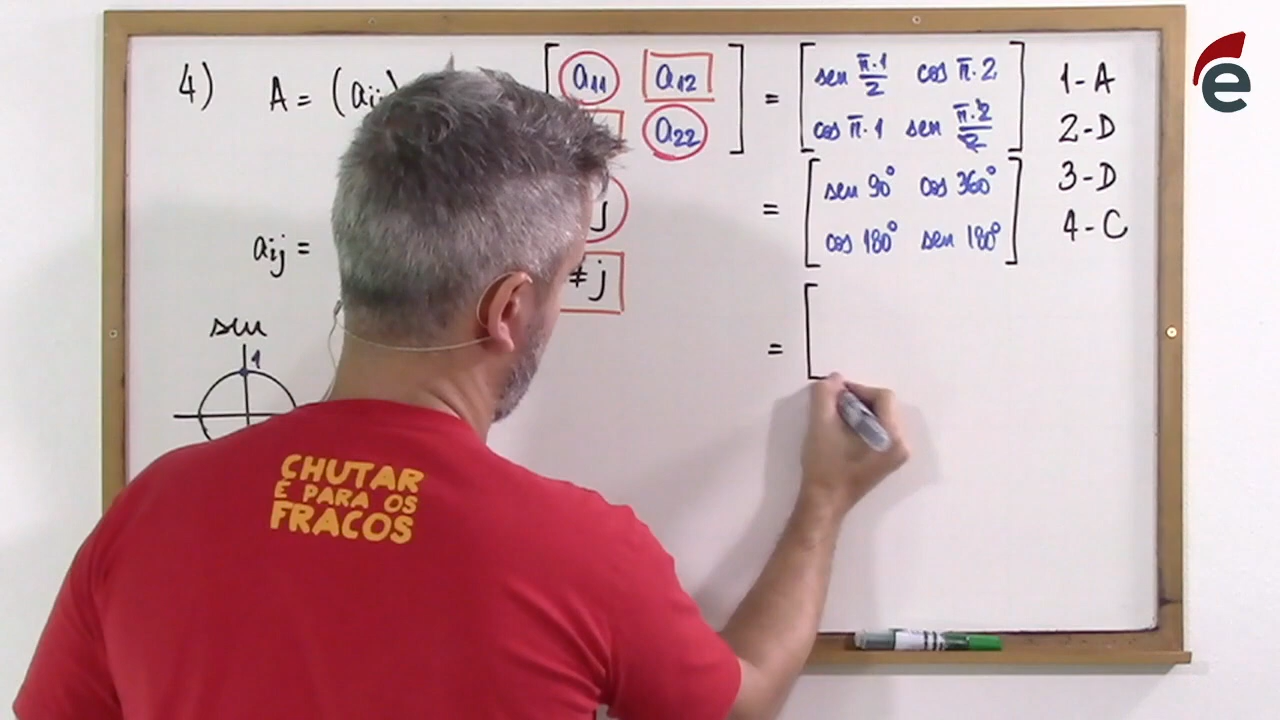 4) A = (aij) [a11 a12] = [sen π·1/2 cos π·2] 1-A
a22 cos π·1 sen π·2/2 2-D
j = [sen 90° cos 360°] 3-D
aij = cos 180° sen 180° 4-C
≠ j
sen
1
= [
CHUTAR
É PARA OS
FRACOS
e